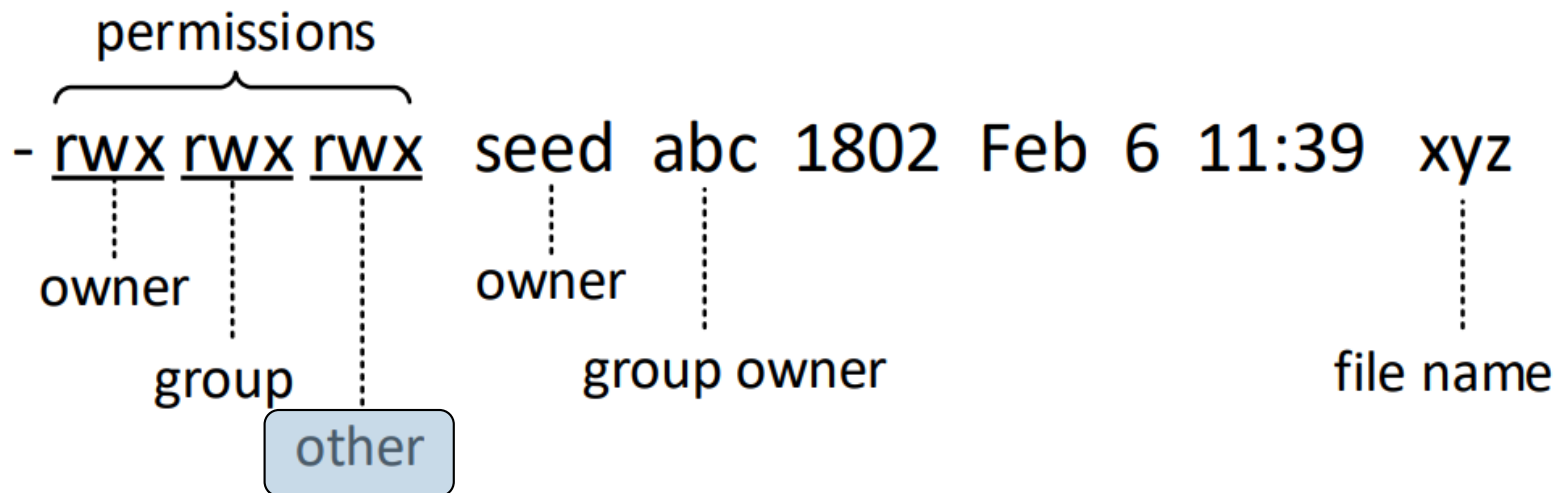 permissions
- rwx rwx rwx seed abc 1802 Feb 6 11:39 xyz
owner owner
group group owner file name
other